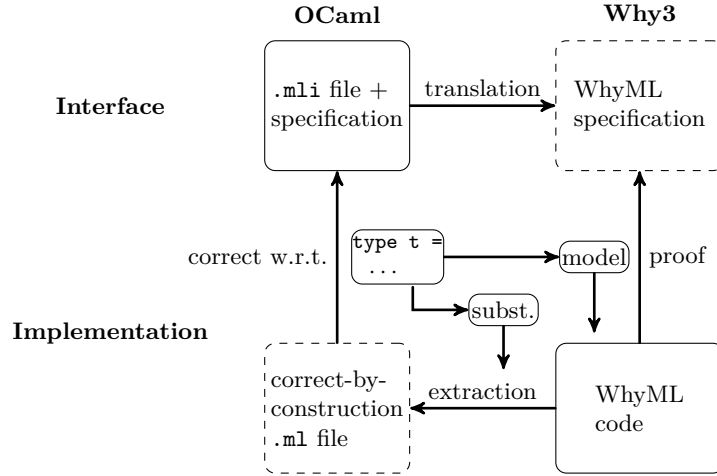 OCaml
Why3
Interface
.mli file +
specification
translation
WhyML
specification
correct w.r.t.
type t =
...
model
proof
subst.
Implementation
correct-by-
construction
.ml file
extraction
WhyML
code